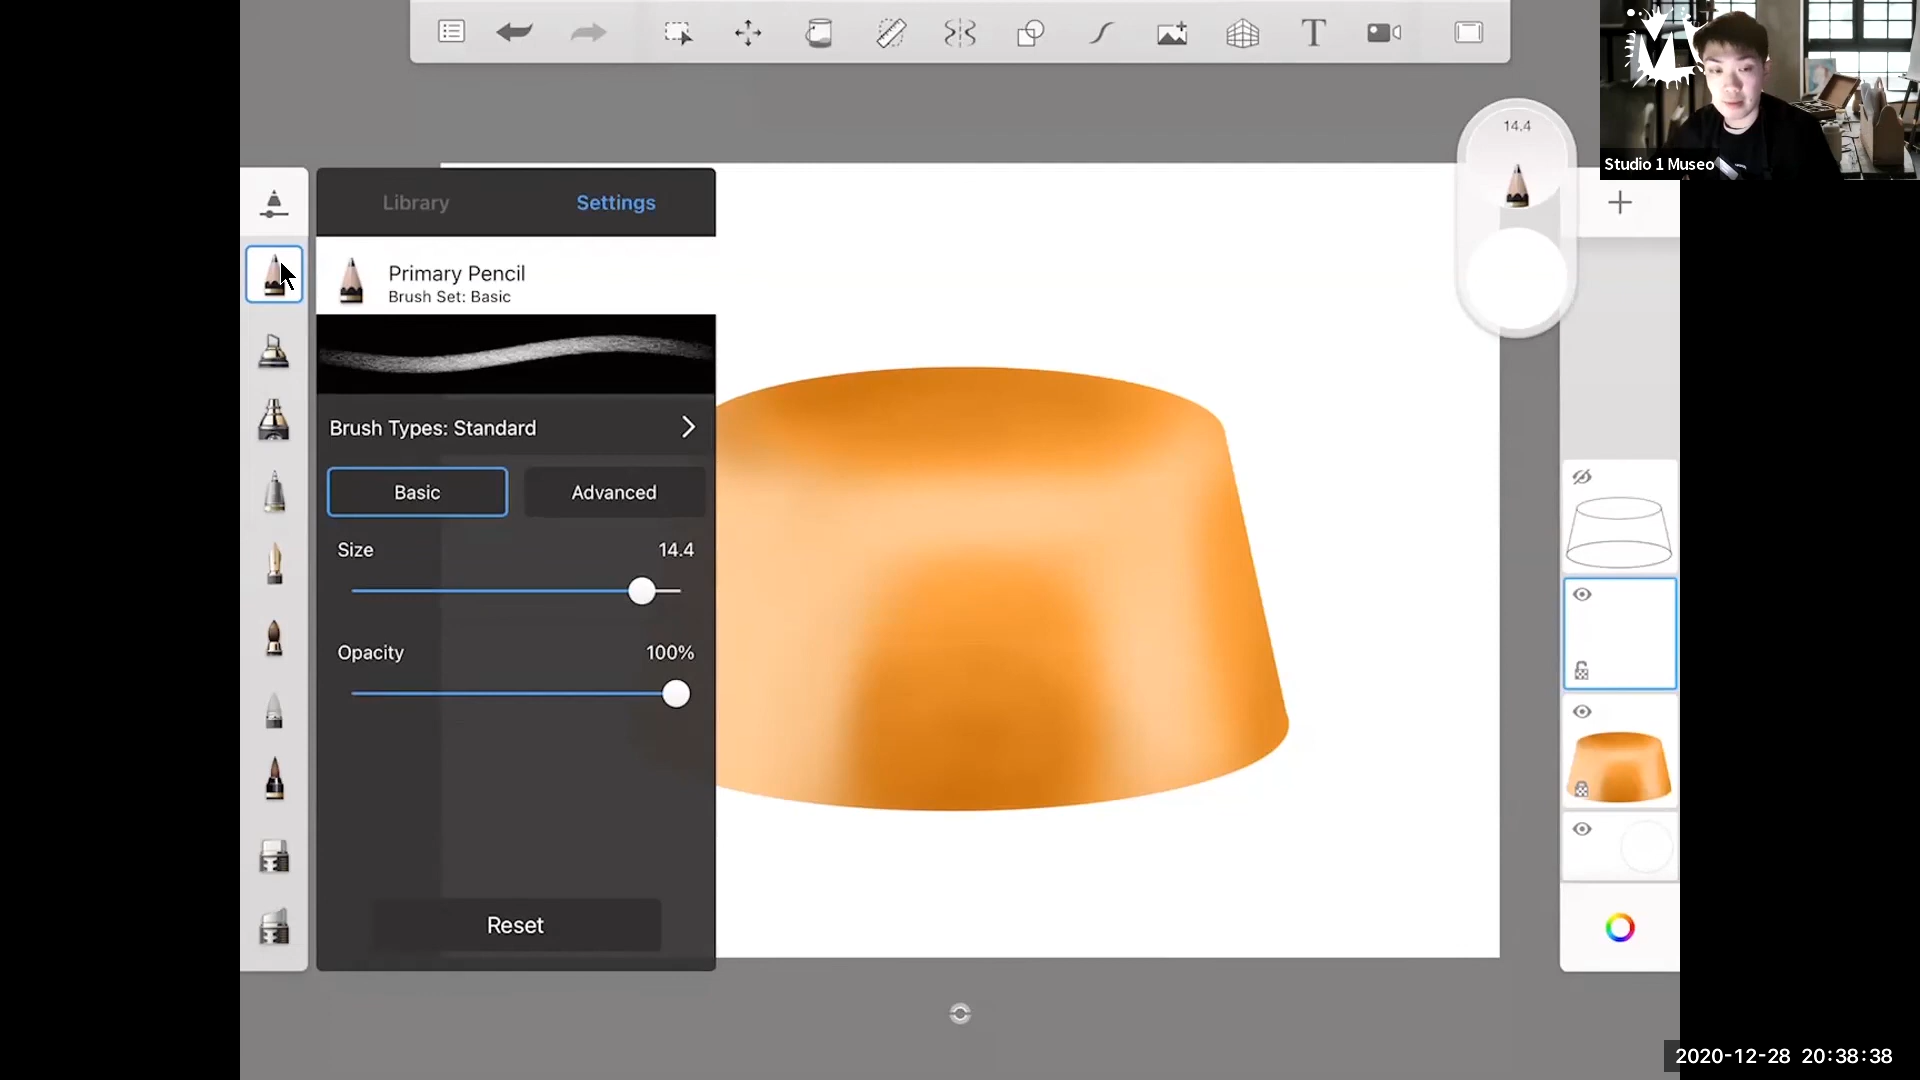 14.4
Studio 1 Museo
Library
Settings
Primary Pencil
Brush Set: Basic
Brush Types: Standard
Basic
Advanced
Size
14.4
Opacity
100%
Reset
2020-12-28 20:38:38